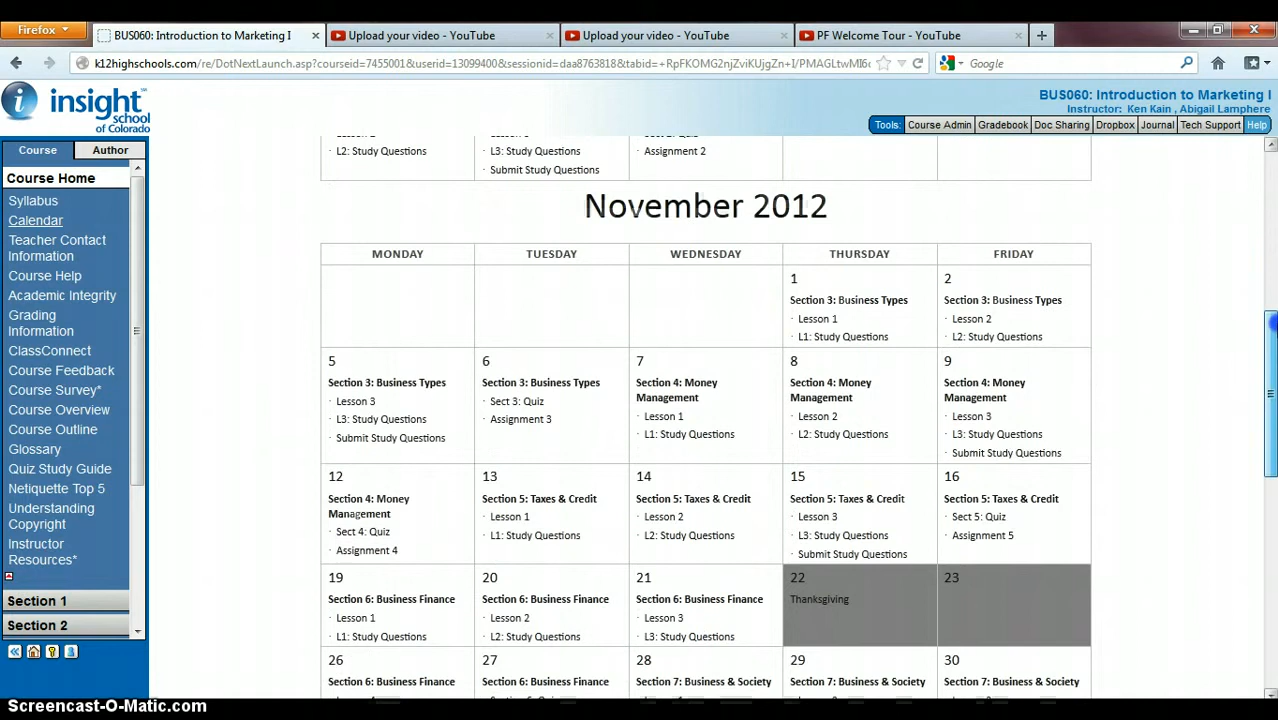 Firefox
BUS060: Introduction to Marketing I
Upload your video - YouTube
Upload your video - YouTube
PF Welcome Tour - YouTube
k12highschools.com/re/DotNextLaunch.asp?courseid=7455001&userid=13099400&sessionid=daa8763818&tabid=
Google
insight school of Colorado
BUS060: Introduction to Marketing I
Instructor: Ken Kain , Abigail Lamphere
Tools: Course Admin Gradebook Doc Sharing Dropbox Journal Tech Support Help
Course Author
Course Home
Syllabus
Calendar
Teacher Contact
Information
Course Help
Academic Integrity
Grading
Information
ClassConnect
Course Feedback
Course Survey*
Course Overview
Course Outline
Glossary
Quiz Study Guide
Netiquette Top 5
Understanding
Copyright
Instructor
Resources*
Section 1
Section 2
· L2: Study Questions
· L3: Study Questions
· Submit Study Questions
· Assignment 2
November 2012
MONDAY TUESDAY WEDNESDAY THURSDAY FRIDAY
1
Section 3: Business Types
· Lesson 1
· L1: Study Questions
2
Section 3: Business Types
· Lesson 2
· L2: Study Questions
5
Section 3: Business Types
· Lesson 3
· L3: Study Questions
· Submit Study Questions
6
Section 3: Business Types
· Sect 3: Quiz
· Assignment 3
7
Section 4: Money
Management
· Lesson 1
· L1: Study Questions
8
Section 4: Money
Management
· Lesson 2
· L2: Study Questions
9
Section 4: Money
Management
· Lesson 3
· L3: Study Questions
· Submit Study Questions
12
Section 4: Money
Management
· Sect 4: Quiz
· Assignment 4
13
Section 5: Taxes & Credit
· Lesson 1
· L1: Study Questions
14
Section 5: Taxes & Credit
· Lesson 2
· L2: Study Questions
15
Section 5: Taxes & Credit
· Lesson 3
· L3: Study Questions
· Submit Study Questions
16
Section 5: Taxes & Credit
· Sect 5: Quiz
· Assignment 5
19
Section 6: Business Finance
· Lesson 1
· L1: Study Questions
20
Section 6: Business Finance
· Lesson 2
· L2: Study Questions
21
Section 6: Business Finance
· Lesson 3
· L3: Study Questions
22
Thanksgiving
23
26
Section 6: Business Finance
27
Section 6: Business Finance
28
Section 7: Business & Society
29
Section 7: Business & Society
30
Section 7: Business & Society
Screencast-O-Matic.com